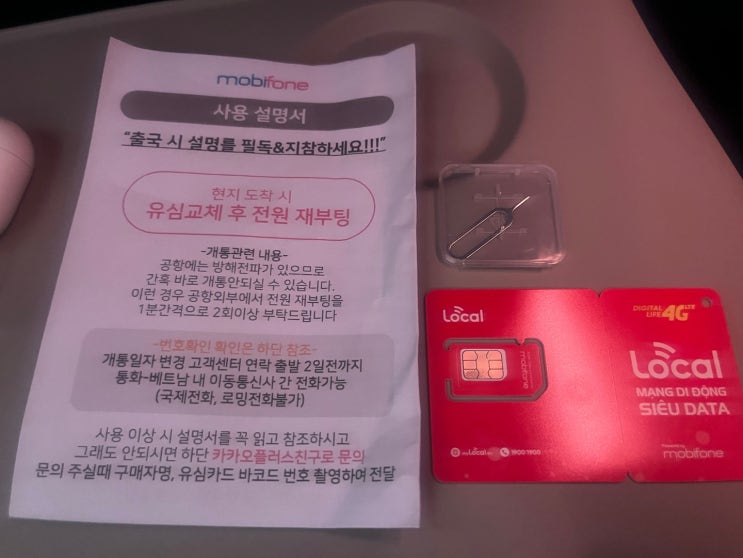 mobifone
사용 설명서
"출국 시 설명를 필독&지참하세요!!!"
현지 도착 시
유심교체 후 전원 재부팅
-개통관련 내용-
공항에는 방해전파가 있으므로
간혹 바로 개통안되실 수 있습니다.
이런 경우 공항외부에서 전원 재부팅을
1분간격으로 2회이상 부탁드립니다
-번호확인 확인은 하단 참조-
개통일자 변경 고객센터 연락 출발 2일전까지
통화-베트남 내 이동통신사 간 전화가능
(국제전화, 로밍전화불가)
사용 이상 시 설명서를 꼭 읽고 참조하시고
그래도 안되시면 하단 카카오플러스친구로 문의
문의 주실때 구매자명, 유심카드 바코드 번호 촬영하여 전달
Local
mobifone
1900 1900
DIGITAL LIFE 4G LTE
Local
MẠNG DI ĐỘNG
SIÊU DATA
Powered by
mobifone